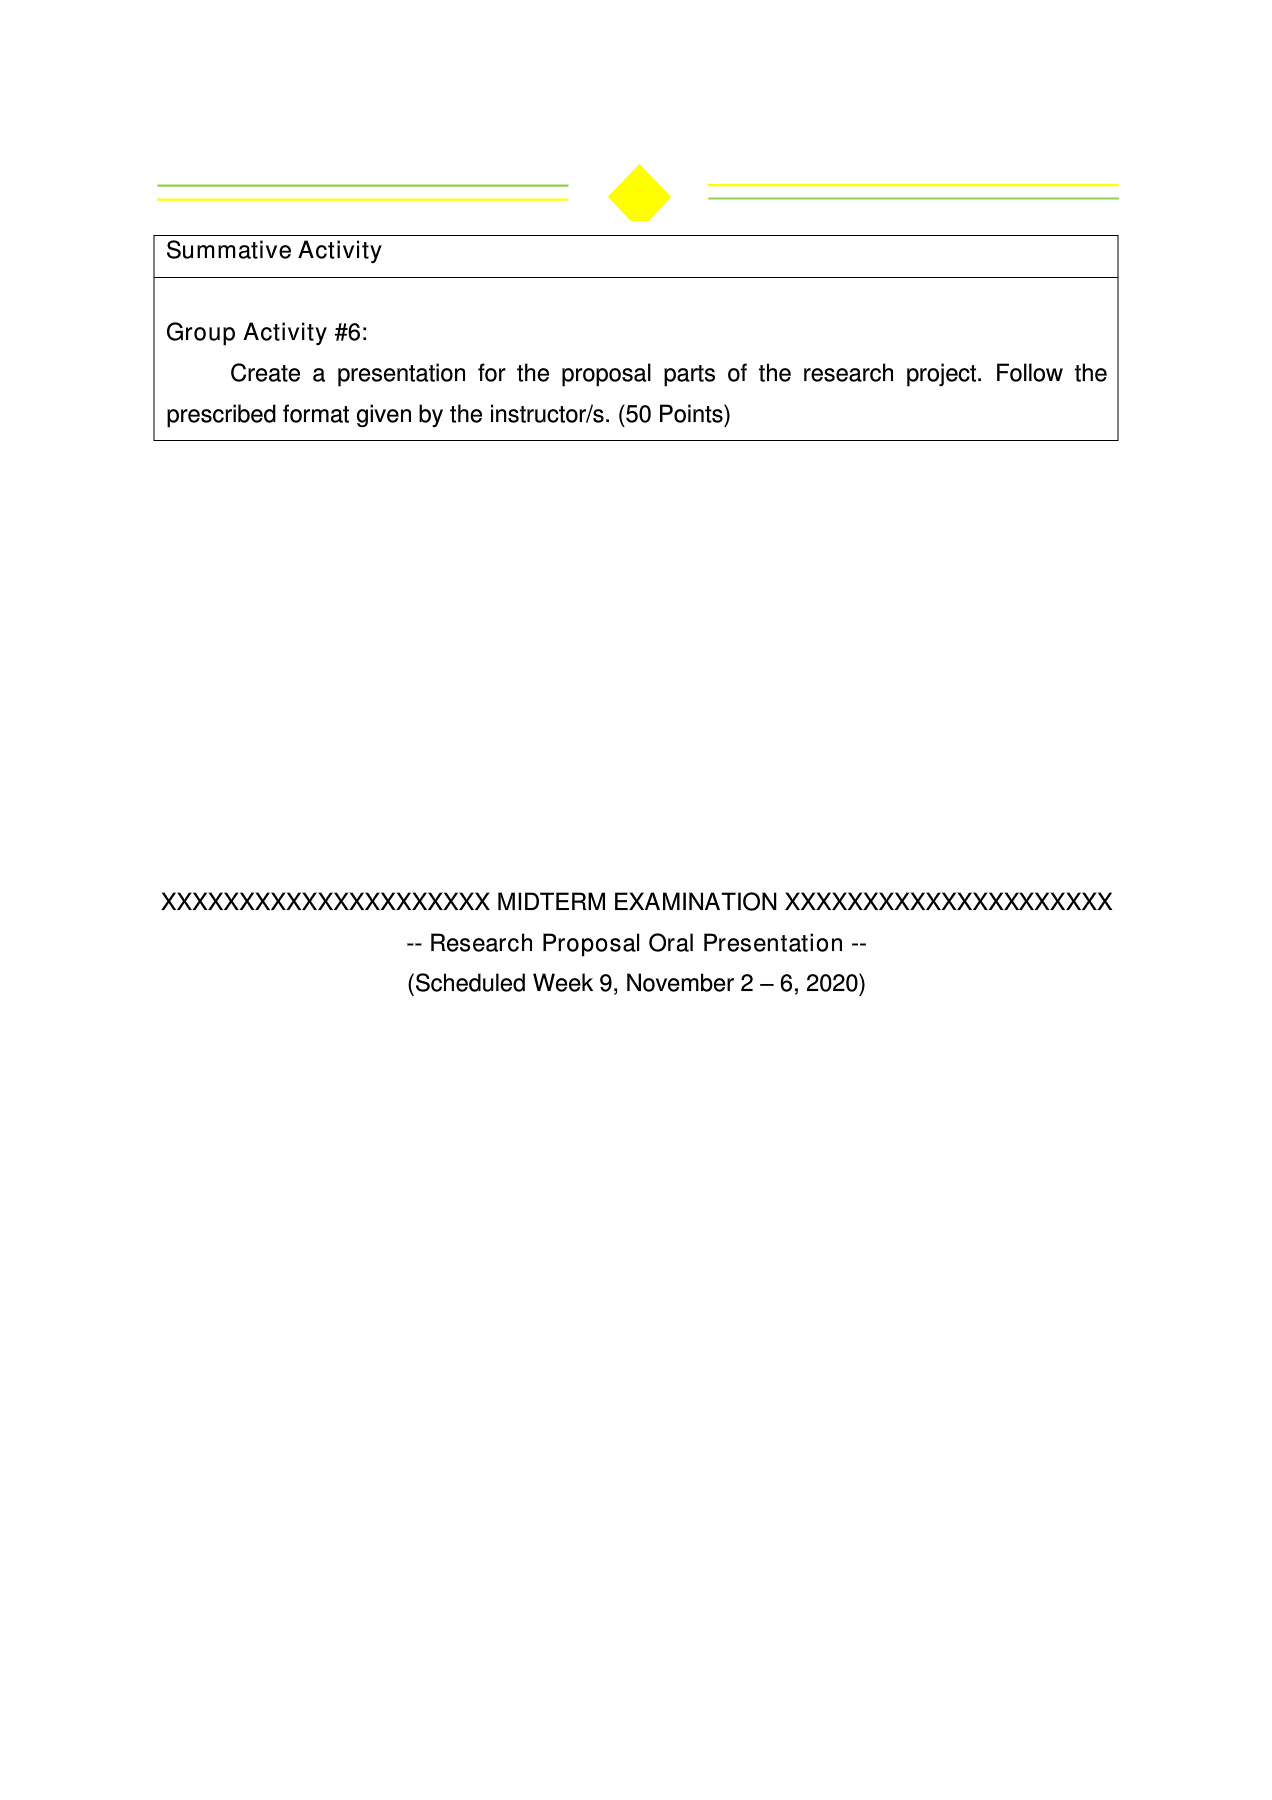 Summative Activity
Group Activity #6:
Create a presentation for the proposal parts of the research project. Follow the
prescribed format given by the instructor/s. (50 Points)
XXXXXXXXXXXXXXXXXXXXX MIDTERM EXAMINATION XXXXXXXXXXXXXXXXXXXXX
-- Research Proposal Oral Presentation --
(Scheduled Week 9, November 2 – 6, 2020)